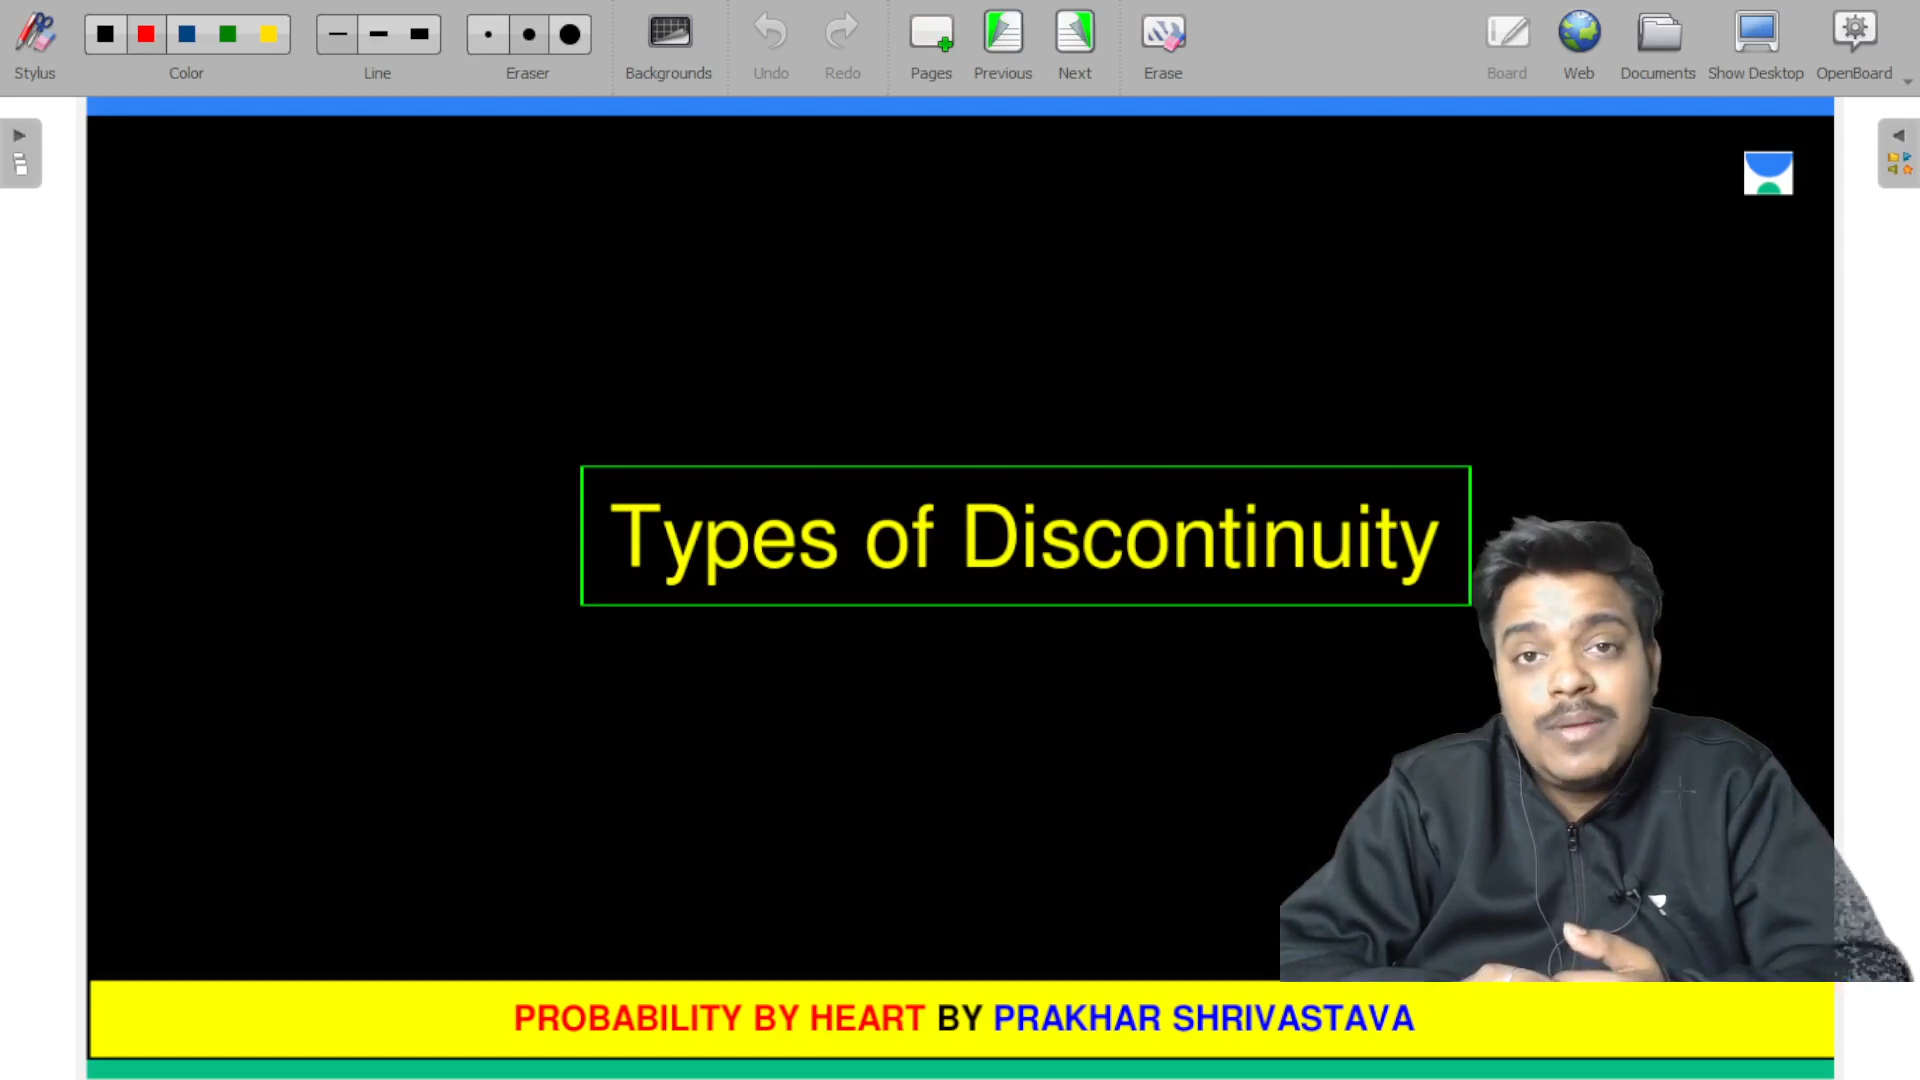 Stylus
Color
Line
Eraser
Backgrounds
Undo
Redo
Pages
Previous
Next
Erase
Board
Web
Documents
Show Desktop
OpenBoard
Types of Discontinuity
PROBABILITY BY HEART BY PRAKHAR SHRIVASTAVA